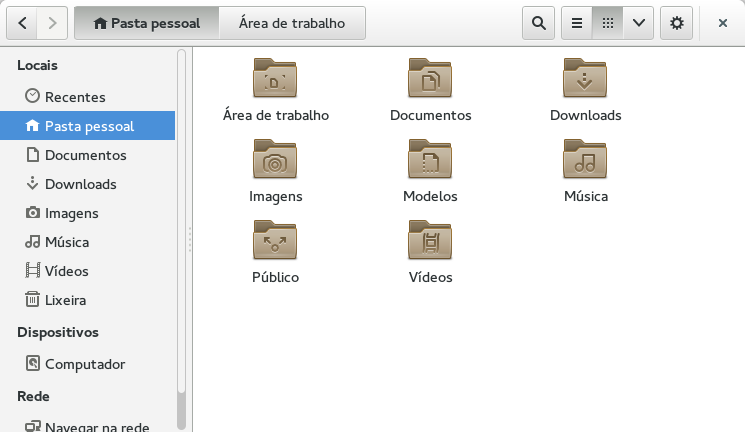 Pasta pessoal
Área de trabalho
Locais
Recentes
Pasta pessoal
Documentos
Downloads
Imagens
Música
Vídeos
Lixeira
Dispositivos
Computador
Rede
Navegar na rede
Área de trabalho
Documentos
Downloads
Imagens
Modelos
Música
Público
Vídeos